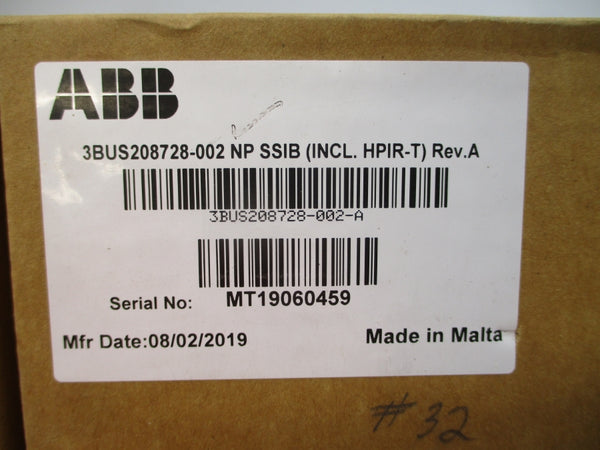 ABB
3BUS208728-002 NP SSIB (INCL. HPIR-T) Rev.A
3BUS208728-002-A
Serial No: MT19060459
Mfr Date:08/02/2019 Made in Malta
#32